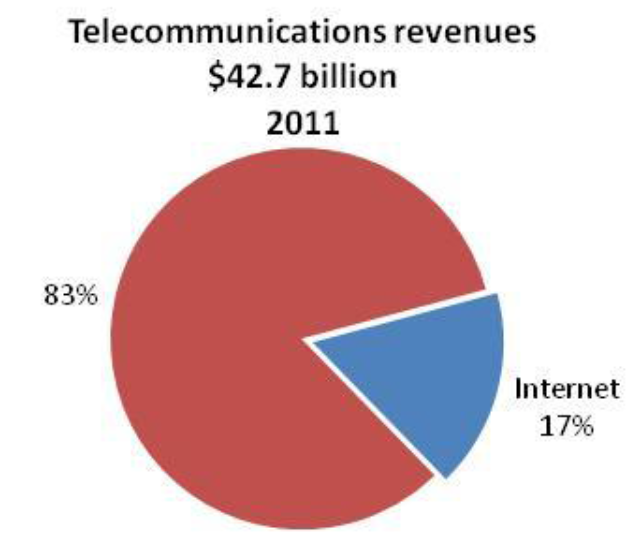 Telecommunications revenues
$42.7 billion
2011
83%
Internet
17%